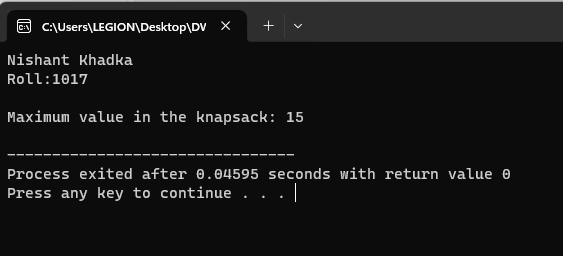 C:\Users\LEGION\Desktop\DV
Nishant Khadka
Roll:1017
Maximum value in the knapsack: 15
--------------------------------
Process exited after 0.04595 seconds with return value 0
Press any key to continue . . .